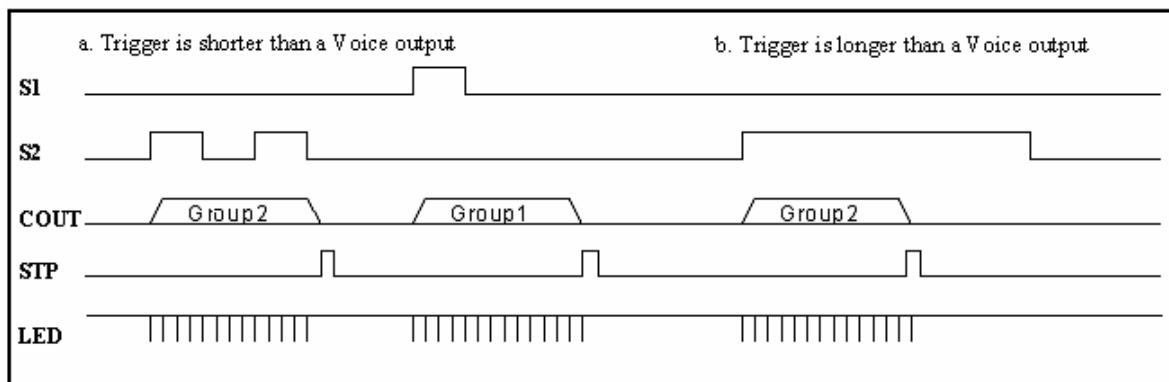 a. Trigger is shorter than a Voice output
b. Trigger is longer than a Voice output
S1
S2
COUT
Group2
Group1
Group2
STP
LED